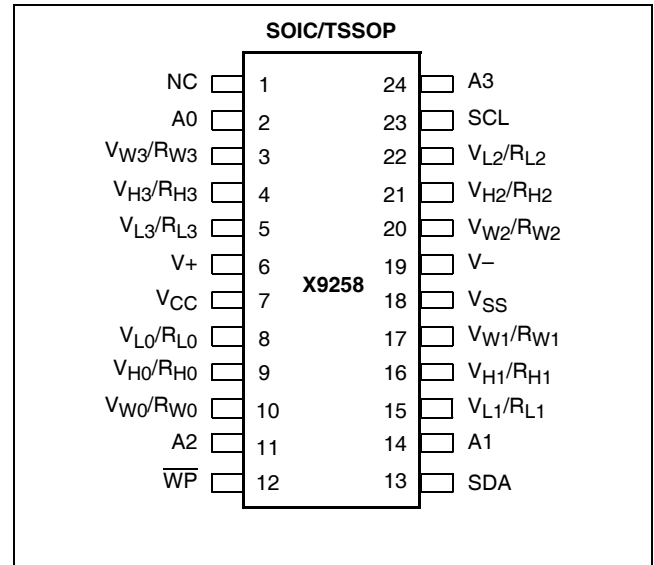 SOIC/TSSOP
NC 1 24 A3
A0 2 23 SCL
VW3/RW3 3 22 VL2/RL2
VH3/RH3 4 21 VH2/RH2
VL3/RL3 5 20 VW2/RW2
V+ 6 19 V–
X9258
VCC 7 18 VSS
VL0/RL0 8 17 VW1/RW1
VH0/RH0 9 16 VH1/RH1
VW0/RW0 10 15 VL1/RL1
A2 11 14 A1
WP 12 13 SDA